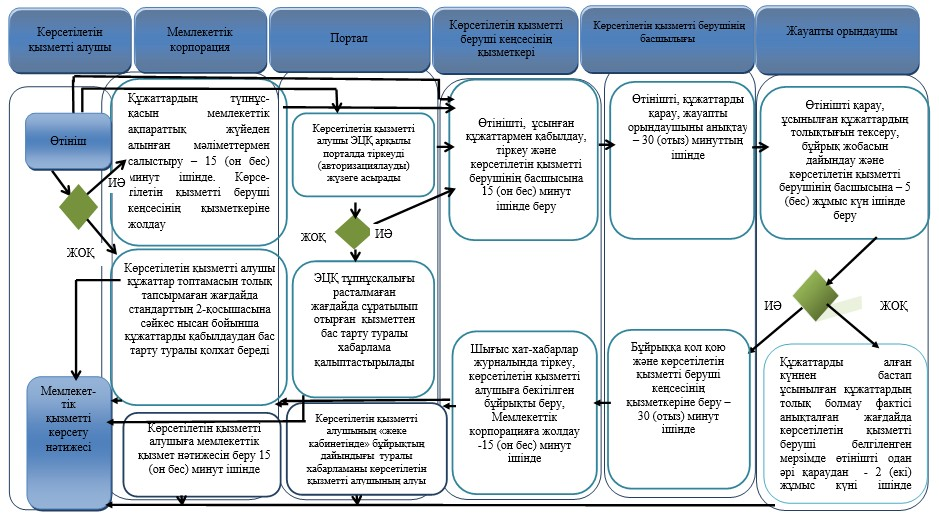 Көрсетілетін
қызметті алушы
Мемлекеттік
корпорация
Портал
Көрсетілетін қызметті
беруші кеңсесінің
қызметкері
Көрсетілетін қызметті берушінің
басшылығы
Жауапты орындаушы
Өтініш
ИӘ
ЖОҚ
Құжаттардың түпнұс-
қасын мемлекеттік
ақпараттық жүйеден
алынған мәліметтермен
салыстыру – 15 (он бес)
минут ішінде. Көрсе-
гілетін қызметті беруші
кеңсесінің қызметкеріне
жолдау
Көрсетілетін қызметті алушы
құжаттар топтамасын толық
тапсырмаған жағдайда
стандарттың 2-қосышасына
сәйкес нысан бойынша
құжаттарды қабылдаудан бас
тарту туралы қолхат береді
Мемлекет-
тік
қызметті
көрсету
нәтижесі
Көрсетілетін қызметті
алушыға мемлекеттік
қызмет нәтижесін беру 15
(он бес) минут ішінде
Көрсетілетін қызметті
алушы ЭЦҚ арқылы
порталда тіркеуді
(авторизациялауды)
жүзеге асырады
ЖОҚ
ИӘ
ЭЦҚ тұпнұсқалығы
расталмаған
жағдайда сұратылып
отырған қызметтен
бас тарту туралы
хабарлама
қалыптастырылады
Көрсетілетін қызметті
алушының «жеке
кабинетінде» бұйрықтың
дайындығы туралы
хабарламаны көрсетілетін
қызметті алушының алуы
Өтінішті, ұсынған
құжаттармен қабылдау,
тіркеу және
көрсетілетін қызметті
берушінің басшысына
15 (он бес) минут
ішінде беру
Шығыс хат-хабарлар
журналында тіркеу,
көрсетілетін қызметті
алушыға бекітілген
бұйрықты беру,
Мемлекеттік
корпорацияға жолдау
-15 (он бес) минут
ішінде
Өтінішті, құжаттарды
қарау, жауапты
орындаушыны анықтау
– 30 (отыз) минуттың
ішінде
Бұйрыққа қол қою
және көрсетілетін
қызметті беруші
кеңсесінің
қызметкеріне беру –
30 (отыз) минут
ішінде
Өтінішті қарау,
ұсынылған құжаттардың
толықтығын тексеру,
бұйрық жобасын
дайындау және
көрсетілетін қызметті
берушінің басшысына – 5
(бес) жұмыс күн ішінде
беру
ИӘ
ЖОҚ
Құжаттарды алған
күннен бастап
ұсынылған құжаттардың
толық болмау фактісі
анықталған жағдайда
көрсетілетін қызметті
беруші белгіленген
мерзімде өтінішті одан
әрі қараудан - 2 (екі)
жұмыс күні ішінде